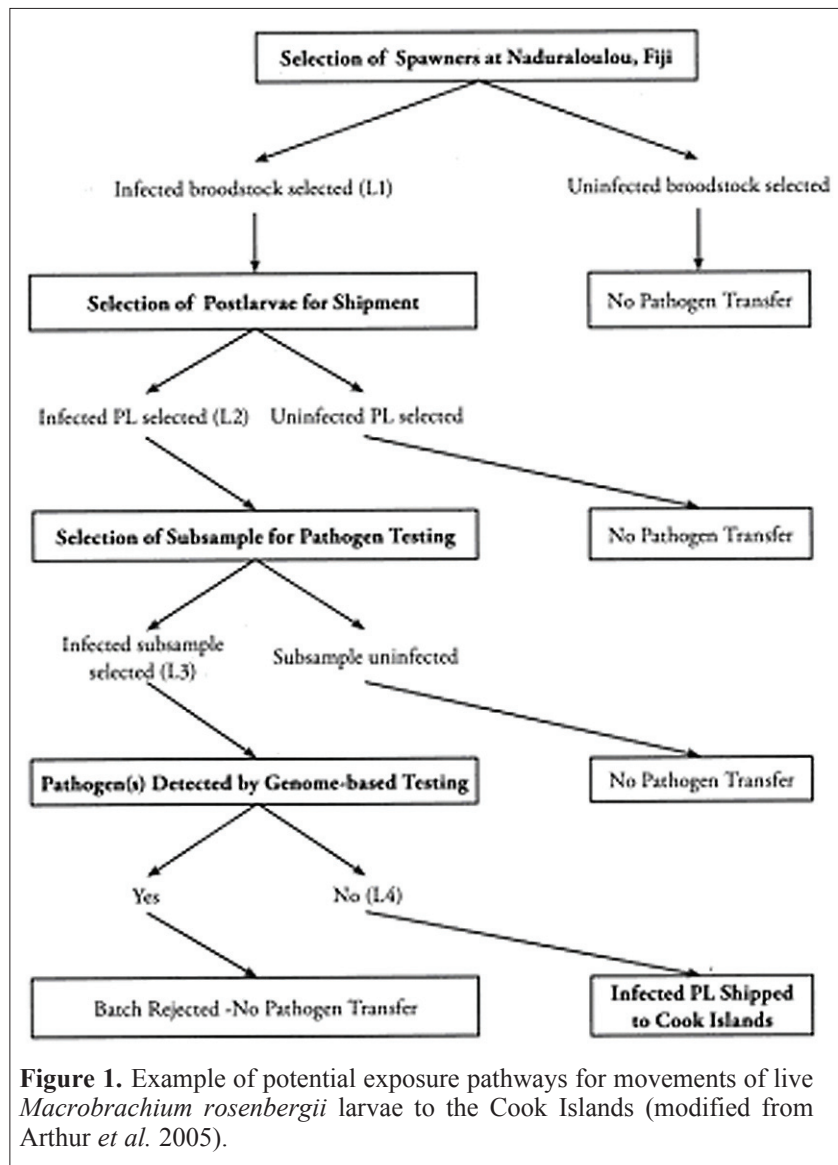 Selection of Spawners at Naduraloulou, Fiji
Infected broodstock selected (L1)
Uninfected broodstock selected
Selection of Postlarvae for Shipment
No Pathogen Transfer
Infected PL selected (L2)
Uninfected PL selected
Selection of Subsample for Pathogen Testing
No Pathogen Transfer
Infected subsample
selected (L3)
Subsample uninfected
Pathogen(s) Detected by Genome-based Testing
No Pathogen Transfer
Yes
No (L4)
Batch Rejected -No Pathogen Transfer
Infected PL Shipped
to Cook Islands
Figure 1. Example of potential exposure pathways for movements of live
Macrobrachium rosenbergii larvae to the Cook Islands (modified from
Arthur et al. 2005).